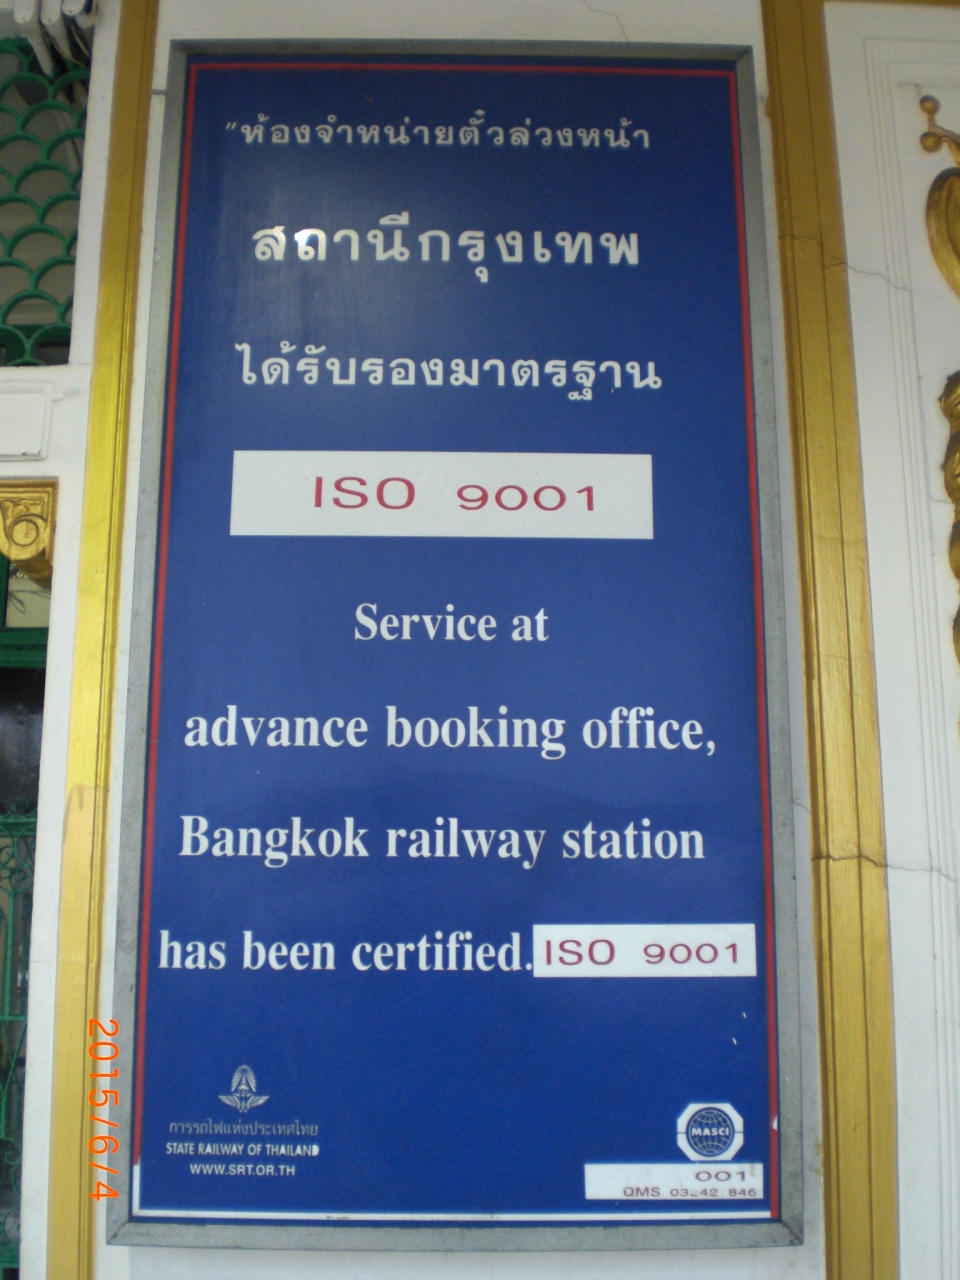 "ห้องจำหน่ายตั๋วล่วงหน้า
สถานีกรุงเทพ
ได้รับรองมาตรฐาน
ISO 9001
Service at
advance booking office,
Bangkok railway station
has been certified. ISO 9001
การรถไฟแห่งประเทศไทย
STATE RAILWAY OF THAILAND
WWW.SRT.OR.TH
MASCI
001
QMS 846
2015/6/4